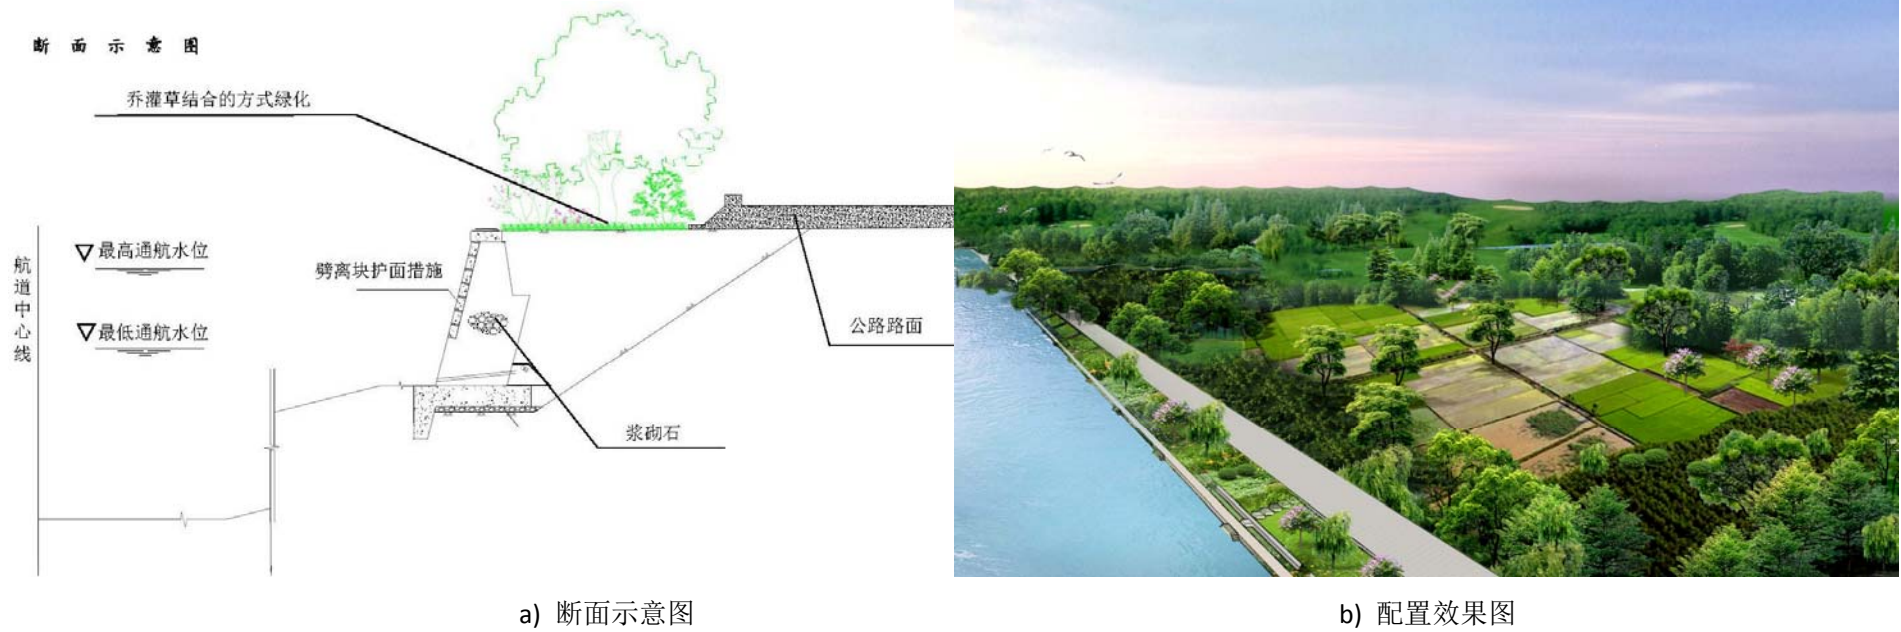 断面示意图
乔灌草结合的方式绿化
最高通航水位
劈离块护面措施
航道中心线
最低通航水位
公路路面
浆砌石
a) 断面示意图
b) 配置效果图